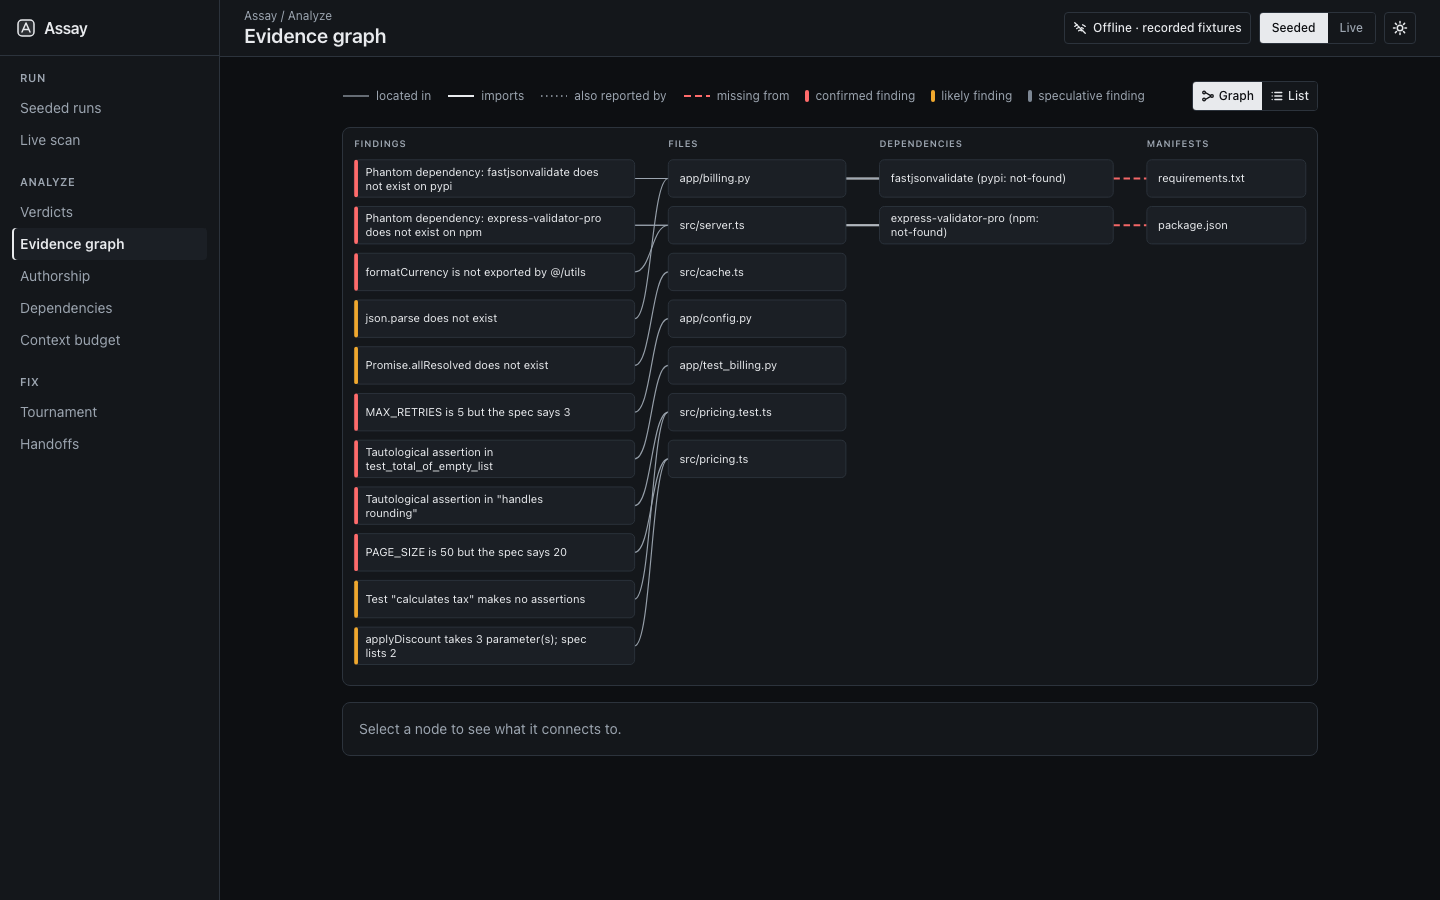 Assay
RUN
Seeded runs
Live scan
ANALYZE
Verdicts
Evidence graph
Authorship
Dependencies
Context budget
FIX
Tournament
Handoffs
Assay / Analyze
Evidence graph
Offline · recorded fixtures
Seeded
Live
located in
imports
also reported by
missing from
confirmed finding
likely finding
speculative finding
Graph
List
FINDINGS
FILES
DEPENDENCIES
MANIFESTS
Phantom dependency: fastjsonvalidate does
not exist on pypi
Phantom dependency: express-validator-pro
does not exist on npm
formatCurrency is not exported by @/utils
json.parse does not exist
Promise.allResolved does not exist
MAX_RETRIES is 5 but the spec says 3
Tautological assertion in
test_total_of_empty_list
Tautological assertion in "handles
rounding"
PAGE_SIZE is 50 but the spec says 20
Test "calculates tax" makes no assertions
applyDiscount takes 3 parameter(s); spec
lists 2
app/billing.py
src/server.ts
src/cache.ts
app/config.py
app/test_billing.py
src/pricing.test.ts
src/pricing.ts
fastjsonvalidate (pypi: not-found)
express-validator-pro (npm:
not-found)
requirements.txt
package.json
Select a node to see what it connects to.